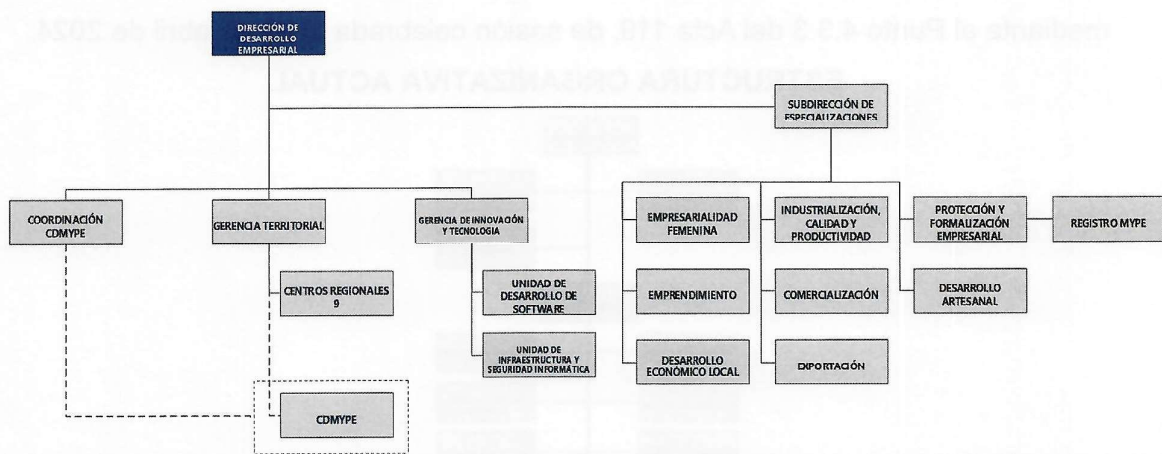 DIRECCIÓN DE
DESARROLLO
EMPRESARIAL
SUBDIRECCIÓN DE
ESPECIALIZACIONES
COORDINACIÓN
CDMYPE
GERENCIA TERRITORIAL
GERENCIA DE INNOVACIÓN
Y TECNOLOGIA
EMPRESARIALIDAD
FEMENINA
INDUSTRIALIZACIÓN,
CALIDAD Y
PRODUCTIVIDAD
PROTECCIÓN Y
FORMALIZACIÓN
EMPRESARIAL
REGISTRO MYPE
CENTROS REGIONALES
9
UNIDAD DE
DESARROLLO DE
SOFTWARE
EMPRENDIMIENTO
COMERCIALIZACIÓN
DESARROLLO
ARTESANAL
UNIDAD DE
INFRAESTRUCTURA Y
SEGURIDAD INFORMÁTICA
DESARROLLO
ECONÓMICO LOCAL
EXPORTACIÓN
CDMYPE